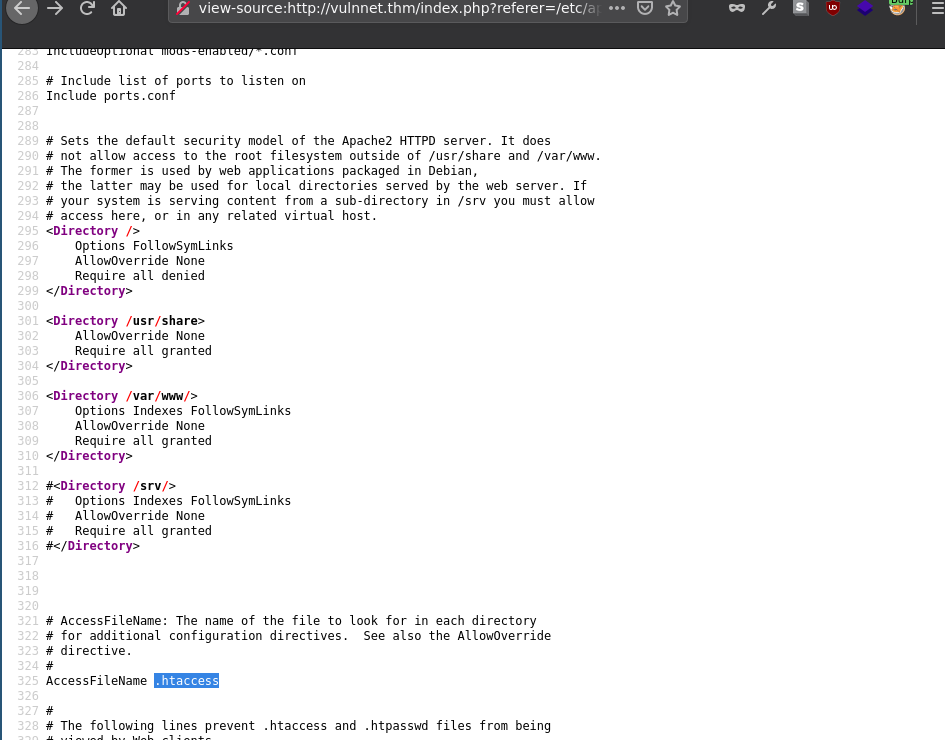 view-source:http://vulnnet.thm/index.php?referer=/etc/ap
S
UD
283 IncludeOptional mods-enabled/*.conf
284
285 # Include list of ports to listen on
286 Include ports.conf
287
288
289 # Sets the default security model of the Apache2 HTTPD server. It does
290 # not allow access to the root filesystem outside of /usr/share and /var/www.
291 # The former is used by web applications packaged in Debian,
292 # the latter may be used for local directories served by the web server. If
293 # your system is serving content from a sub-directory in /srv you must allow
294 # access here, or in any related virtual host.
295 <Directory />
296     Options FollowSymLinks
297     AllowOverride None
298     Require all denied
299 </Directory>
300
301 <Directory /usr/share>
302     AllowOverride None
303     Require all granted
304 </Directory>
305
306 <Directory /var/www/>
307     Options Indexes FollowSymLinks
308     AllowOverride None
309     Require all granted
310 </Directory>
311
312 #<Directory /srv/>
313 #   Options Indexes FollowSymLinks
314 #   AllowOverride None
315 #   Require all granted
316 #</Directory>
317
318
319
320
321 # AccessFileName: The name of the file to look for in each directory
322 # for additional configuration directives.  See also the AllowOverride
323 # directive.
324 #
325 AccessFileName .htaccess
326
327 #
328 # The following lines prevent .htaccess and .htpasswd files from being
329 # viewed by Web clients.